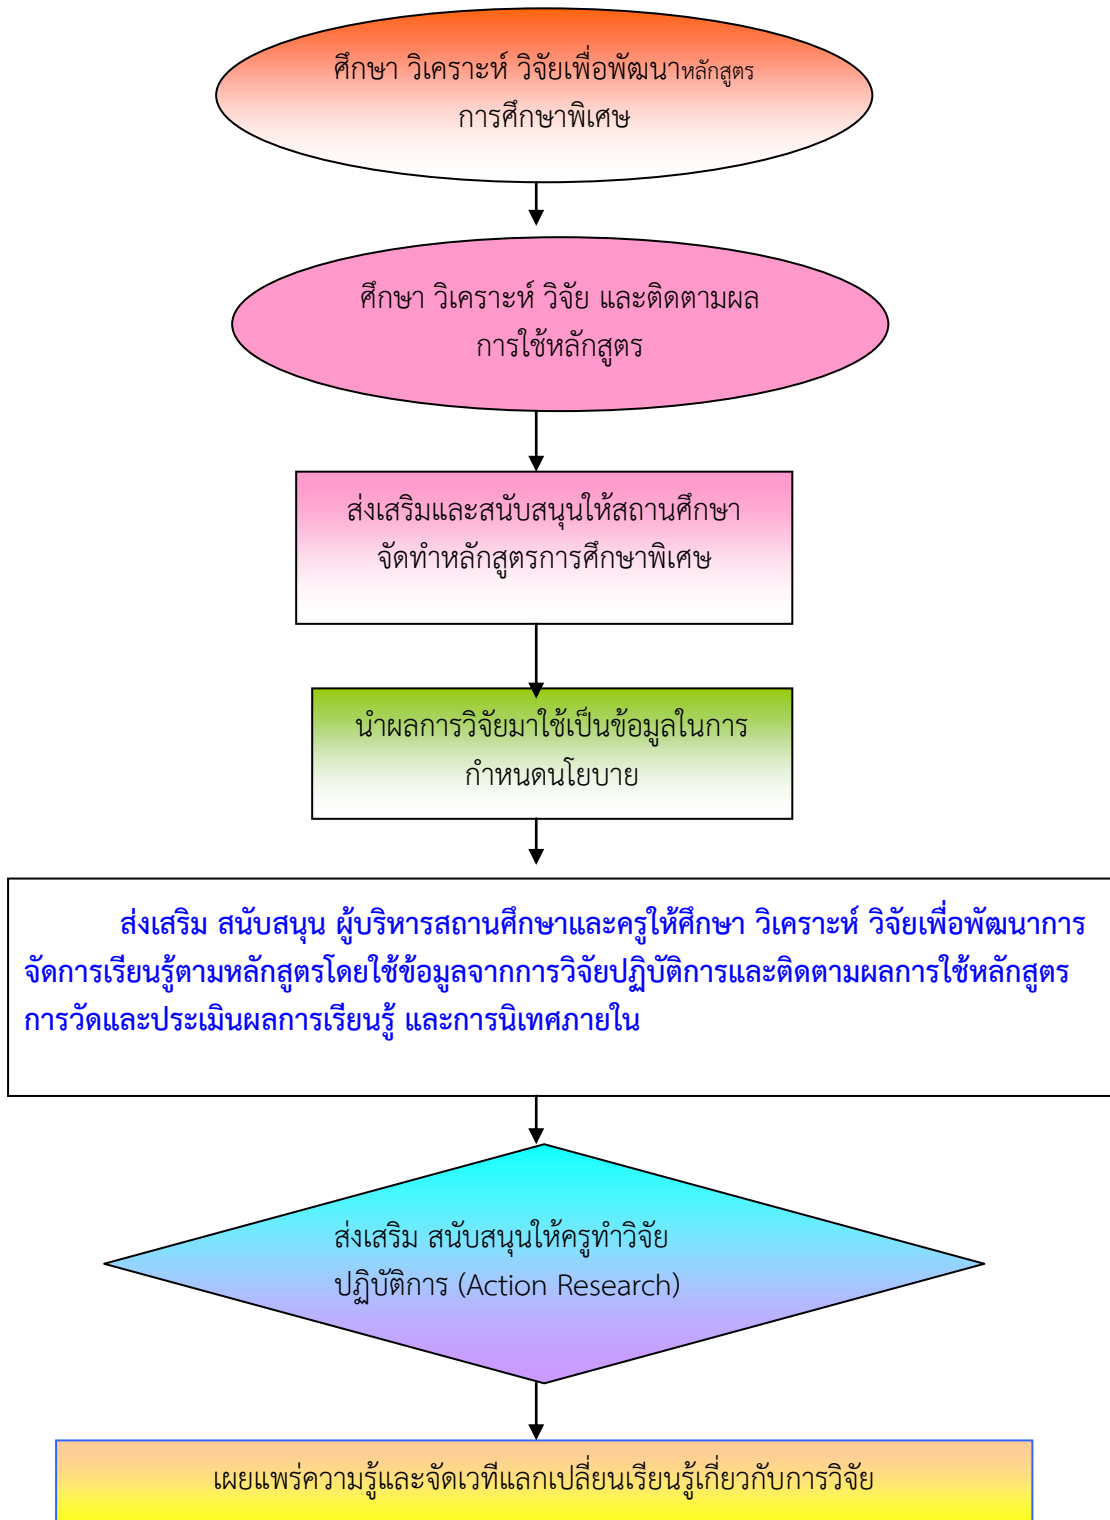 ศึกษา วิเคราะห์ วิจัยเพื่อพัฒนาหลักสูตร
การศึกษาพิเศษ
ศึกษา วิเคราะห์ วิจัย และติดตามผล
การใช้หลักสูตร
ส่งเสริมและสนับสนุนให้สถานศึกษา
จัดทำหลักสูตรการศึกษาพิเศษ
นำผลการวิจัยมาใช้เป็นข้อมูลในการ
กำหนดนโยบาย
ส่งเสริม สนับสนุน ผู้บริหารสถานศึกษาและครูให้ศึกษา วิเคราะห์ วิจัยเพื่อพัฒนาการ
จัดการเรียนรู้ตามหลักสูตรโดยใช้ข้อมูลจากการวิจัยปฏิบัติการและติดตามผลการใช้หลักสูตร
การวัดและประเมินผลการเรียนรู้ และการนิเทศภายใน
ส่งเสริม สนับสนุนให้ครูทำวิจัย
ปฏิบัติการ (Action Research)
เผยแพร่ความรู้และจัดเวทีแลกเปลี่ยนเรียนรู้เกี่ยวกับการวิจัย